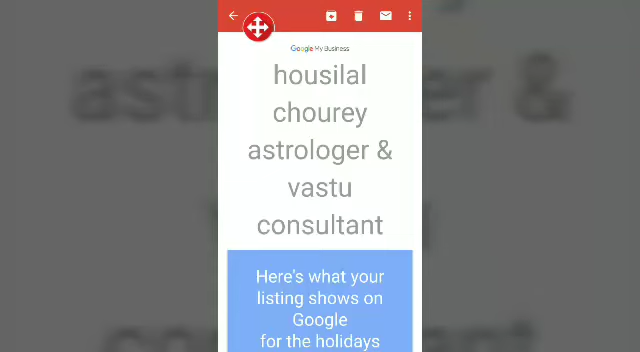 Google My Business
housilal
chourey
astrologer &
vastu
consultant
Here's what your
listing shows on
Google
for the holidays